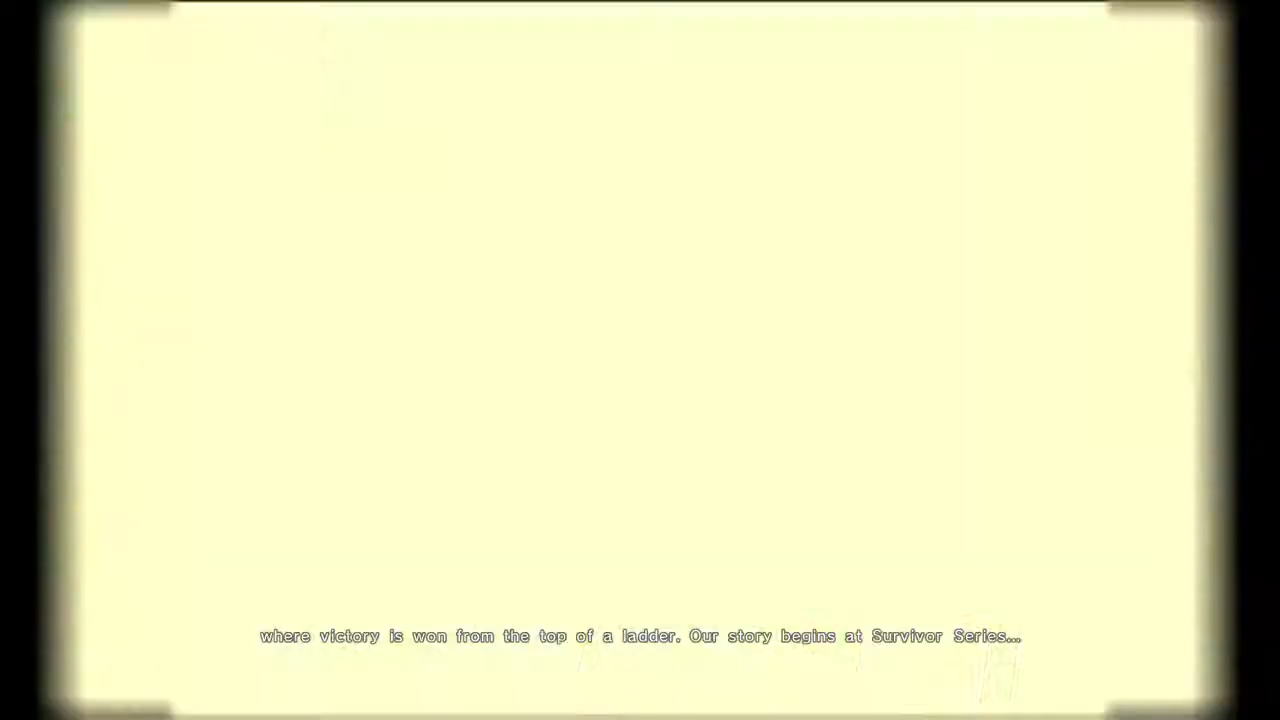 where victory is won from the top of a ladder. Our story begins at Survivor Series...